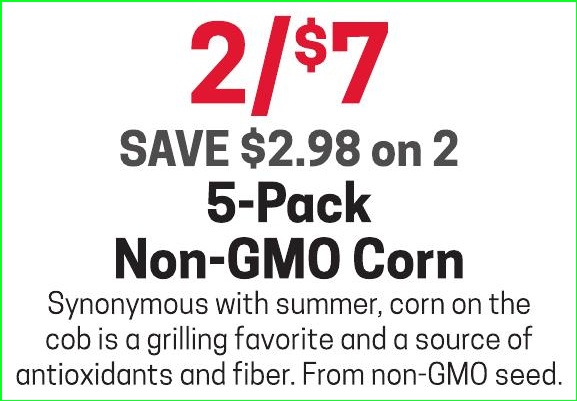 2/$7
SAVE $2.98 on 2
5-Pack
Non-GMO Corn
Synonymous with summer, corn on the
cob is a grilling favorite and a source of
antioxidants and fiber. From non-GMO seed.